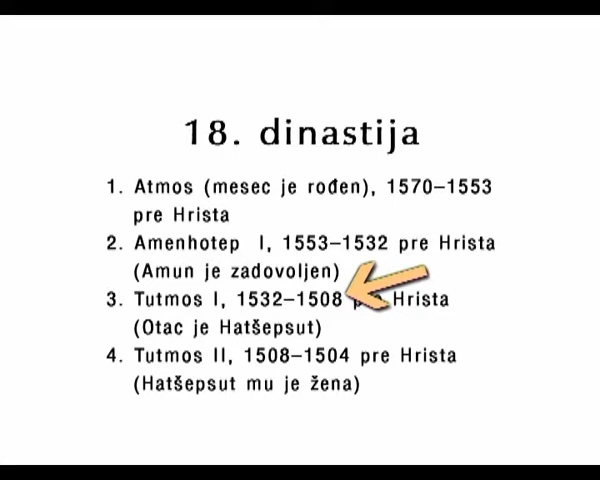 18. dinastija
1. Atmos (mesec je rođen), 1570–1553
pre Hrista
2. Amenhotep I, 1553–1532 pre Hrista
(Amun je zadovoljen)
3. Tutmos I, 1532–1508 Hrista
(Otac je Hatšepsut)
4. Tutmos II, 1508–1504 pre Hrista
(Hatšepsut mu je žena)